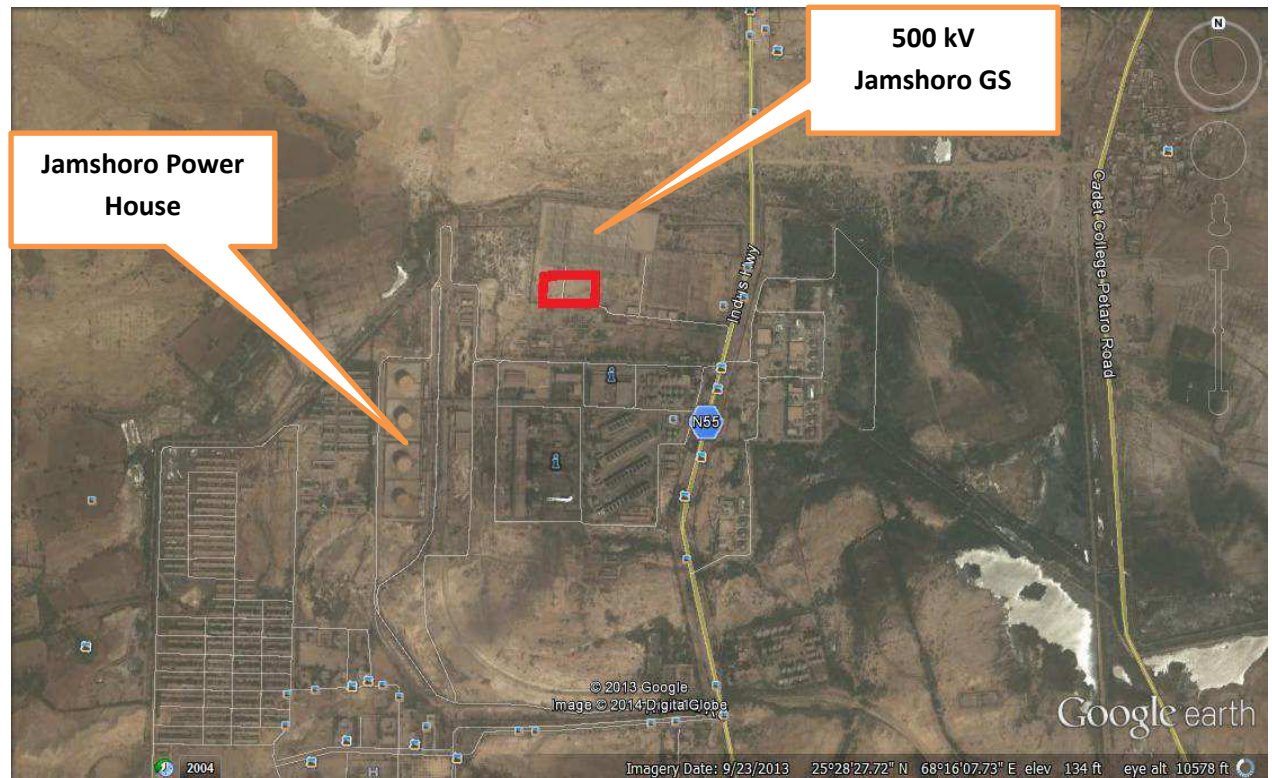 500 kV
Jamshoro GS
Jamshoro Power
House
N
Indus Hwy
Cadet College Petaro Road
N55
© 2013 Google
Image © 2014 DigitalGlobe
Google earth
2004
Imagery Date: 9/23/2013 25°28'27.72" N 68°16'07.73" E elev 134 ft eye alt 10578 ft